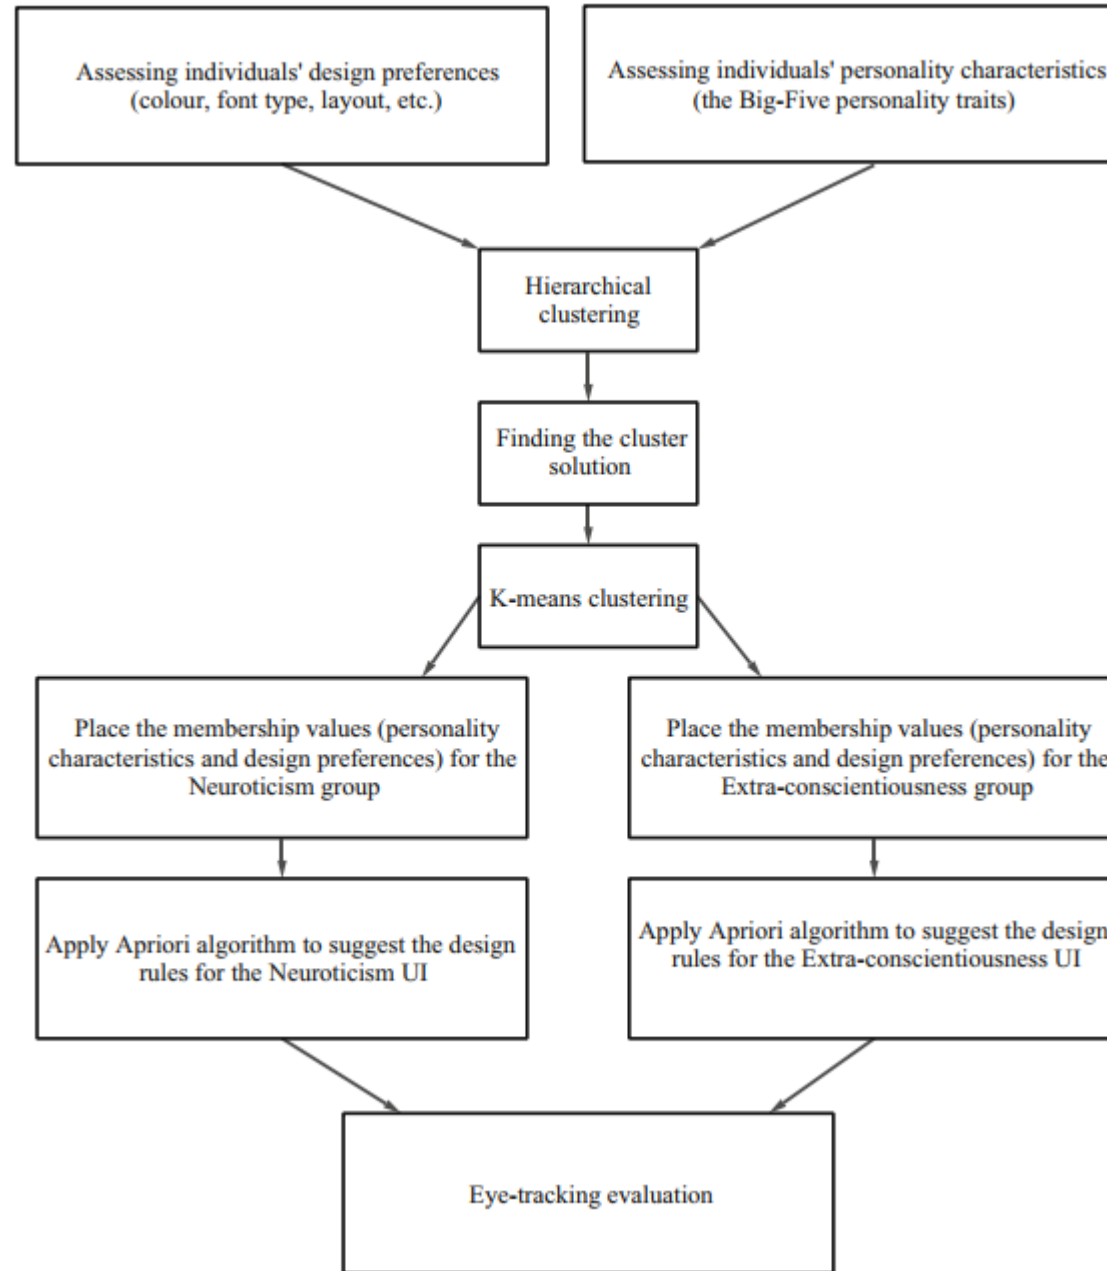 Assessing individuals' design preferences
(colour, font type, layout, etc.)
Assessing individuals' personality characteristics
(the Big-Five personality traits)
Hierarchical
clustering
Finding the cluster
solution
K-means clustering
Place the membership values (personality
characteristics and design preferences) for the
Neuroticism group
Place the membership values (personality
characteristics and design preferences) for the
Extra-conscientiousness group
Apply Apriori algorithm to suggest the design
rules for the Neuroticism UI
Apply Apriori algorithm to suggest the design
rules for the Extra-conscientiousness UI
Eye-tracking evaluation